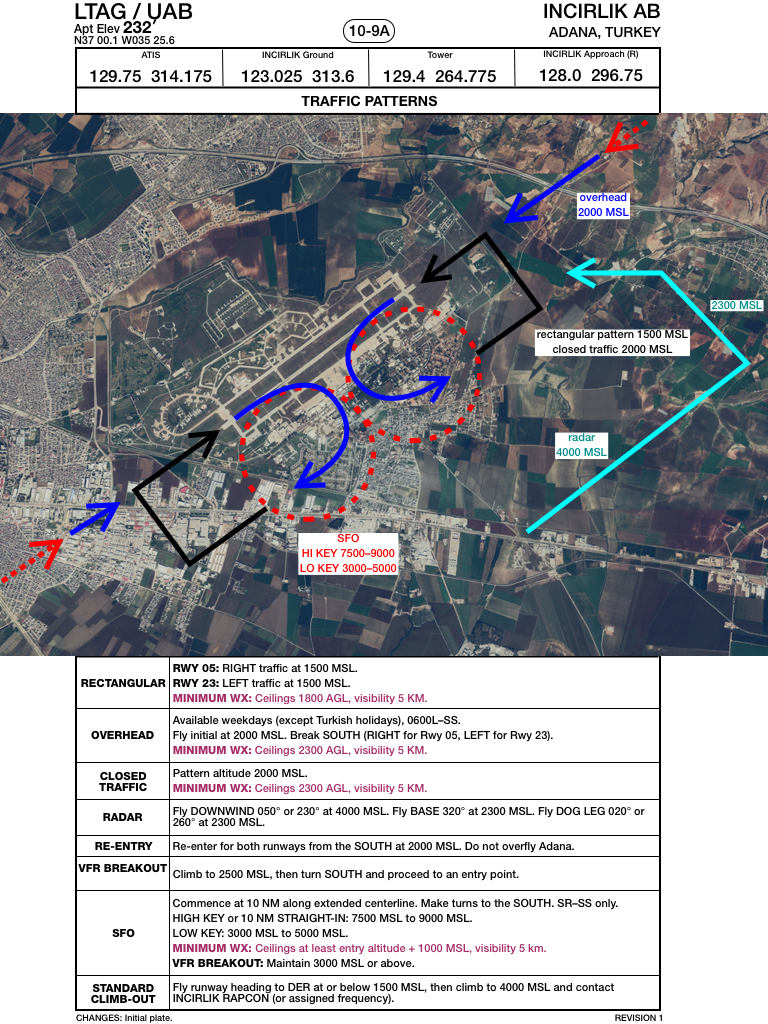 LTAG / UAB
Apt Elev 232'
N37 00.1 W035 25.6
10-9A
INCIRLIK AB
ADANA, TURKEY
ATIS
129.75 314.175
INCIRLIK Ground
123.025 313.6
Tower
129.4 264.775
INCIRLIK Approach (R)
128.0 296.75
TRAFFIC PATTERNS
overhead
2000 MSL
2300 MSL
rectangular pattern 1500 MSL
closed traffic 2000 MSL
radar
4000 MSL
SFO
HI KEY 7500–9000
LO KEY 3000–5000
RECTANGULAR
RWY 05: RIGHT traffic at 1500 MSL.
RWY 23: LEFT traffic at 1500 MSL.
MINIMUM WX: Ceilings 1800 AGL, visibility 5 KM.
OVERHEAD
Available weekdays (except Turkish holidays), 0600L–SS.
Fly initial at 2000 MSL. Break SOUTH (RIGHT for Rwy 05, LEFT for Rwy 23).
MINIMUM WX: Ceilings 2300 AGL, visibility 5 KM.
CLOSED
TRAFFIC
Pattern altitude 2000 MSL.
MINIMUM WX: Ceilings 2300 AGL, visibility 5 KM.
RADAR
Fly DOWNWIND 050° or 230° at 4000 MSL. Fly BASE 320° at 2300 MSL. Fly DOG LEG 020° or
260° at 2300 MSL.
RE-ENTRY
Re-enter for both runways from the SOUTH at 2000 MSL. Do not overfly Adana.
VFR BREAKOUT
Climb to 2500 MSL, then turn SOUTH and proceed to an entry point.
SFO
Commence at 10 NM along extended centerline. Make turns to the SOUTH. SR–SS only.
HIGH KEY or 10 NM STRAIGHT-IN: 7500 MSL to 9000 MSL.
LOW KEY: 3000 MSL to 5000 MSL.
MINIMUM WX: Ceilings at least entry altitude + 1000 MSL, visibility 5 km.
VFR BREAKOUT: Maintain 3000 MSL or above.
STANDARD
CLIMB-OUT
Fly runway heading to DER at or below 1500 MSL, then climb to 4000 MSL and contact
INCIRLIK RAPCON (or assigned frequency).
CHANGES: Initial plate.
REVISION 1